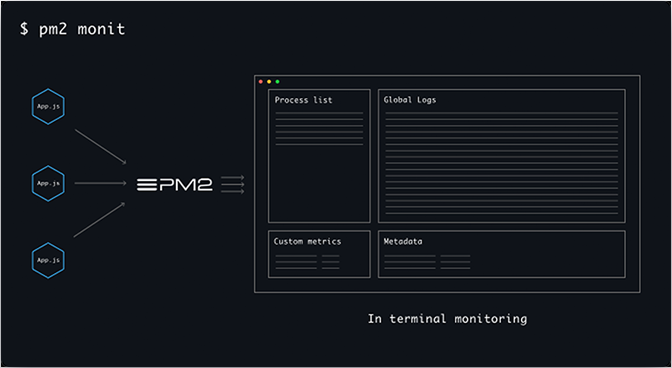 $ pm2 monit
App.js
App.js
App.js
PM2
Process list
Global Logs
Custom metrics
Metadata
In terminal monitoring